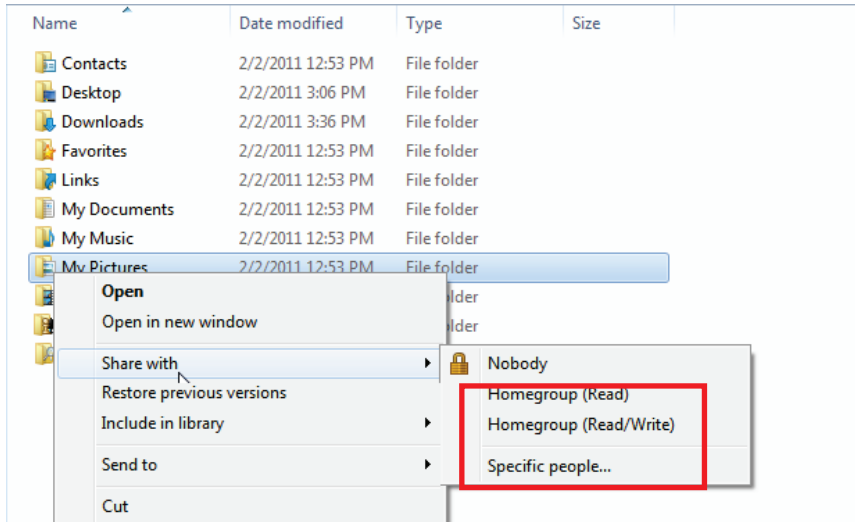 Name Date modified Type Size
Contacts 2/2/2011 12:53 PM File folder
Desktop 2/2/2011 3:06 PM File folder
Downloads 2/2/2011 3:36 PM File folder
Favorites 2/2/2011 12:53 PM File folder
Links 2/2/2011 12:53 PM File folder
My Documents 2/2/2011 12:53 PM File folder
My Music 2/2/2011 12:53 PM File folder
My Pictures 2/2/2011 12:53 PM File folder
Open
Open in new window
Share with
Restore previous versions
Include in library
Send to
Cut
Nobody
Homegroup (Read)
Homegroup (Read/Write)
Specific people...